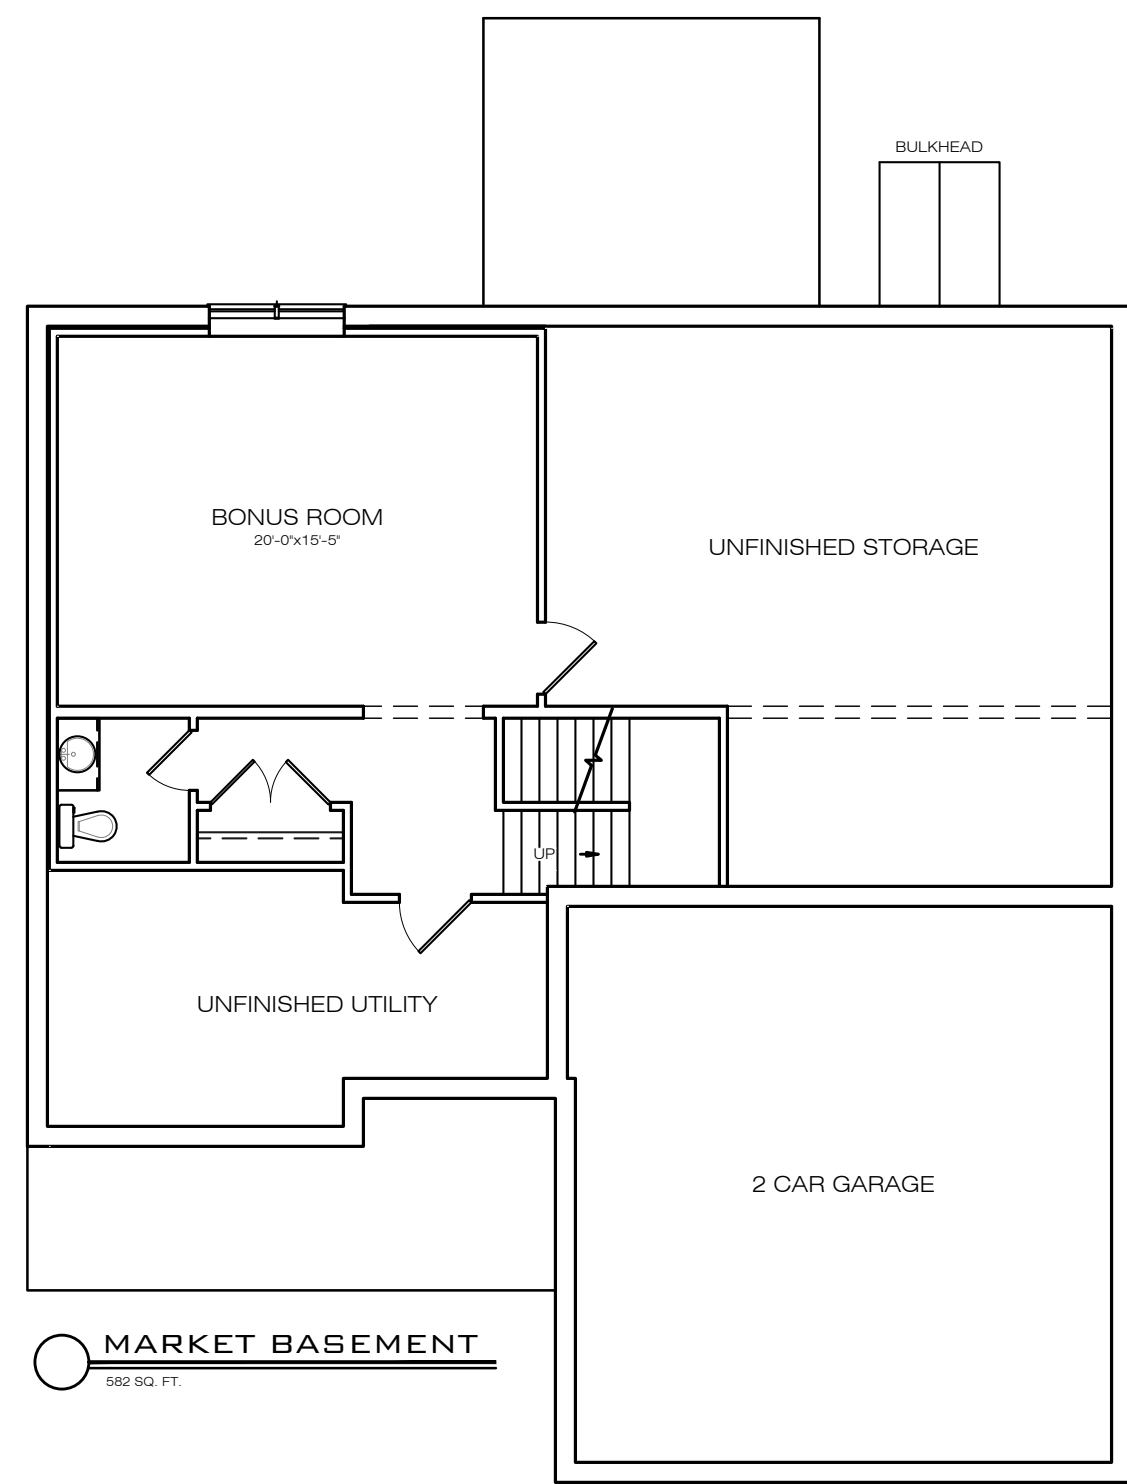 BULKHEAD
BONUS ROOM
20'-0"x15'-5"
UNFINISHED STORAGE
UP
UNFINISHED UTILITY
2 CAR GARAGE
MARKET BASEMENT
582 SQ. FT.